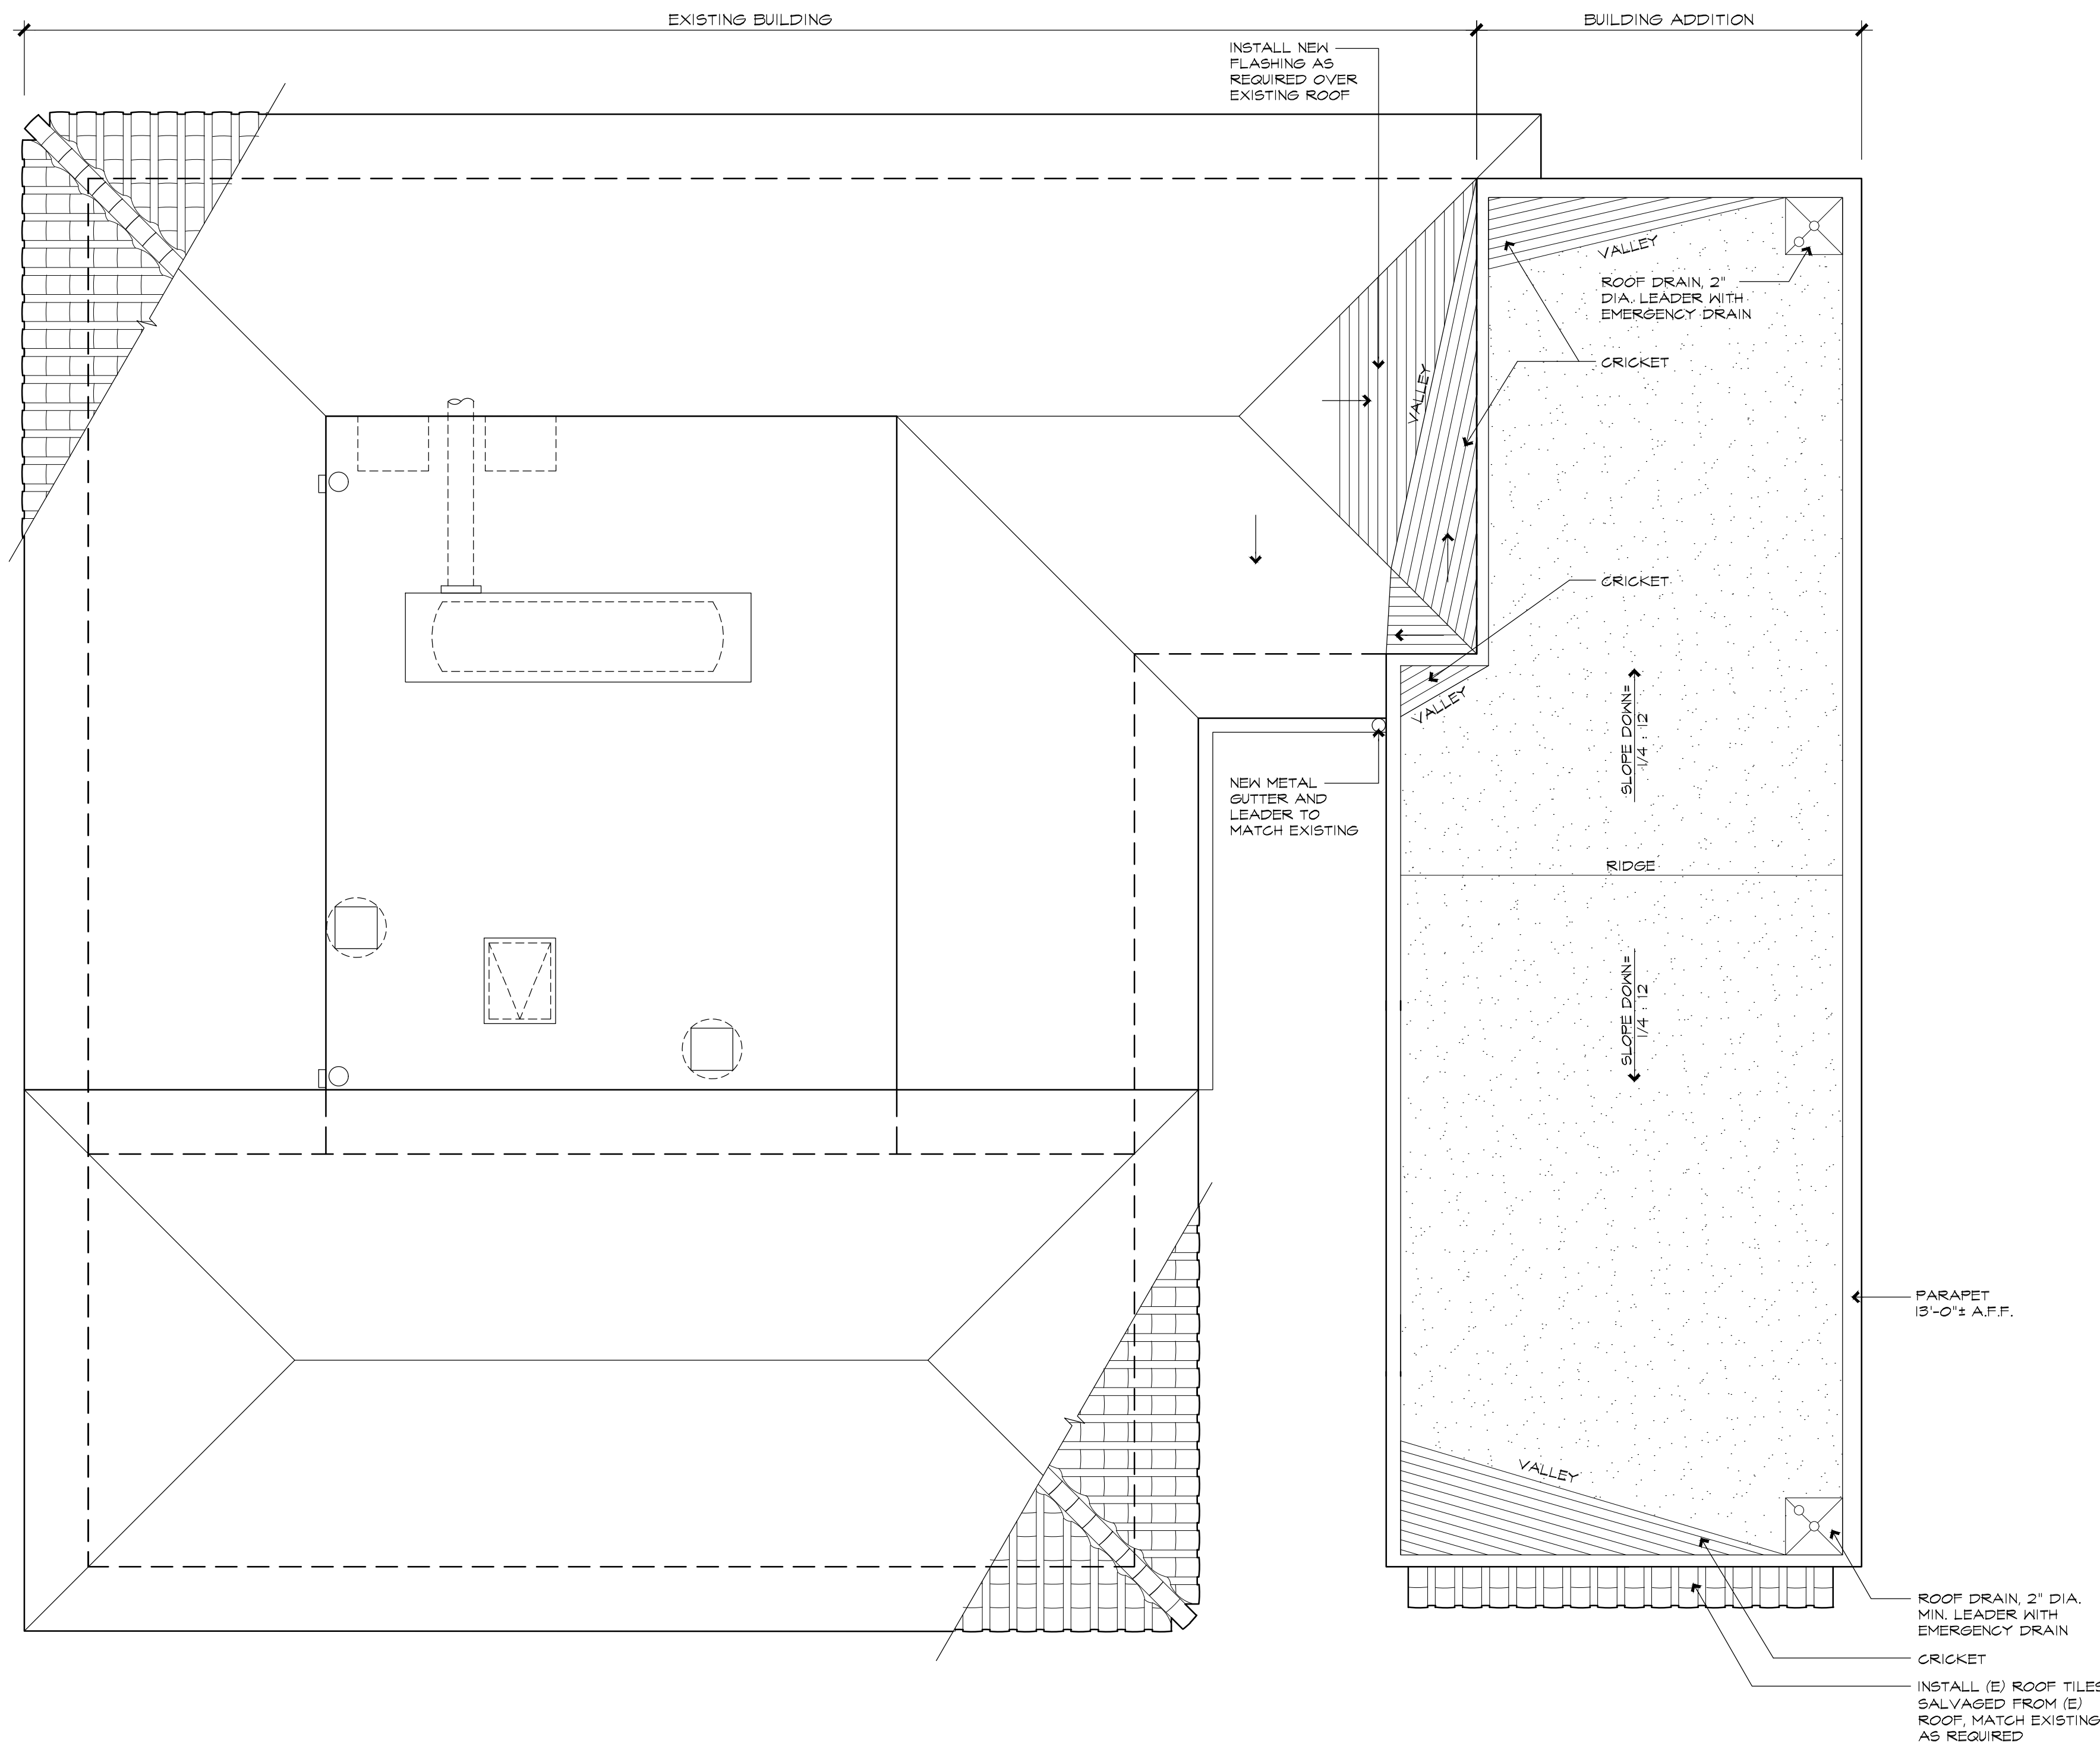 EXISTING BUILDING
BUILDING ADDITION
INSTALL NEW
FLASHING AS
REQUIRED OVER
EXISTING ROOF
VALLEY
ROOF DRAIN, 2"
DIA. LEADER WITH
EMERGENCY DRAIN
CRICKET
VALLEY
CRICKET
VALLEY
SLOPE DOWN=
1/4 : 12
NEW METAL
GUTTER AND
LEADER TO
MATCH EXISTING
RIDGE
SLOPE DOWN=
1/4 : 12
PARAPET
13'-0"± A.F.F.
VALLEY
ROOF DRAIN, 2" DIA.
MIN. LEADER WITH
EMERGENCY DRAIN
CRICKET
INSTALL (E) ROOF TILES
SALVAGED FROM (E)
ROOF, MATCH EXISTING
AS REQUIRED